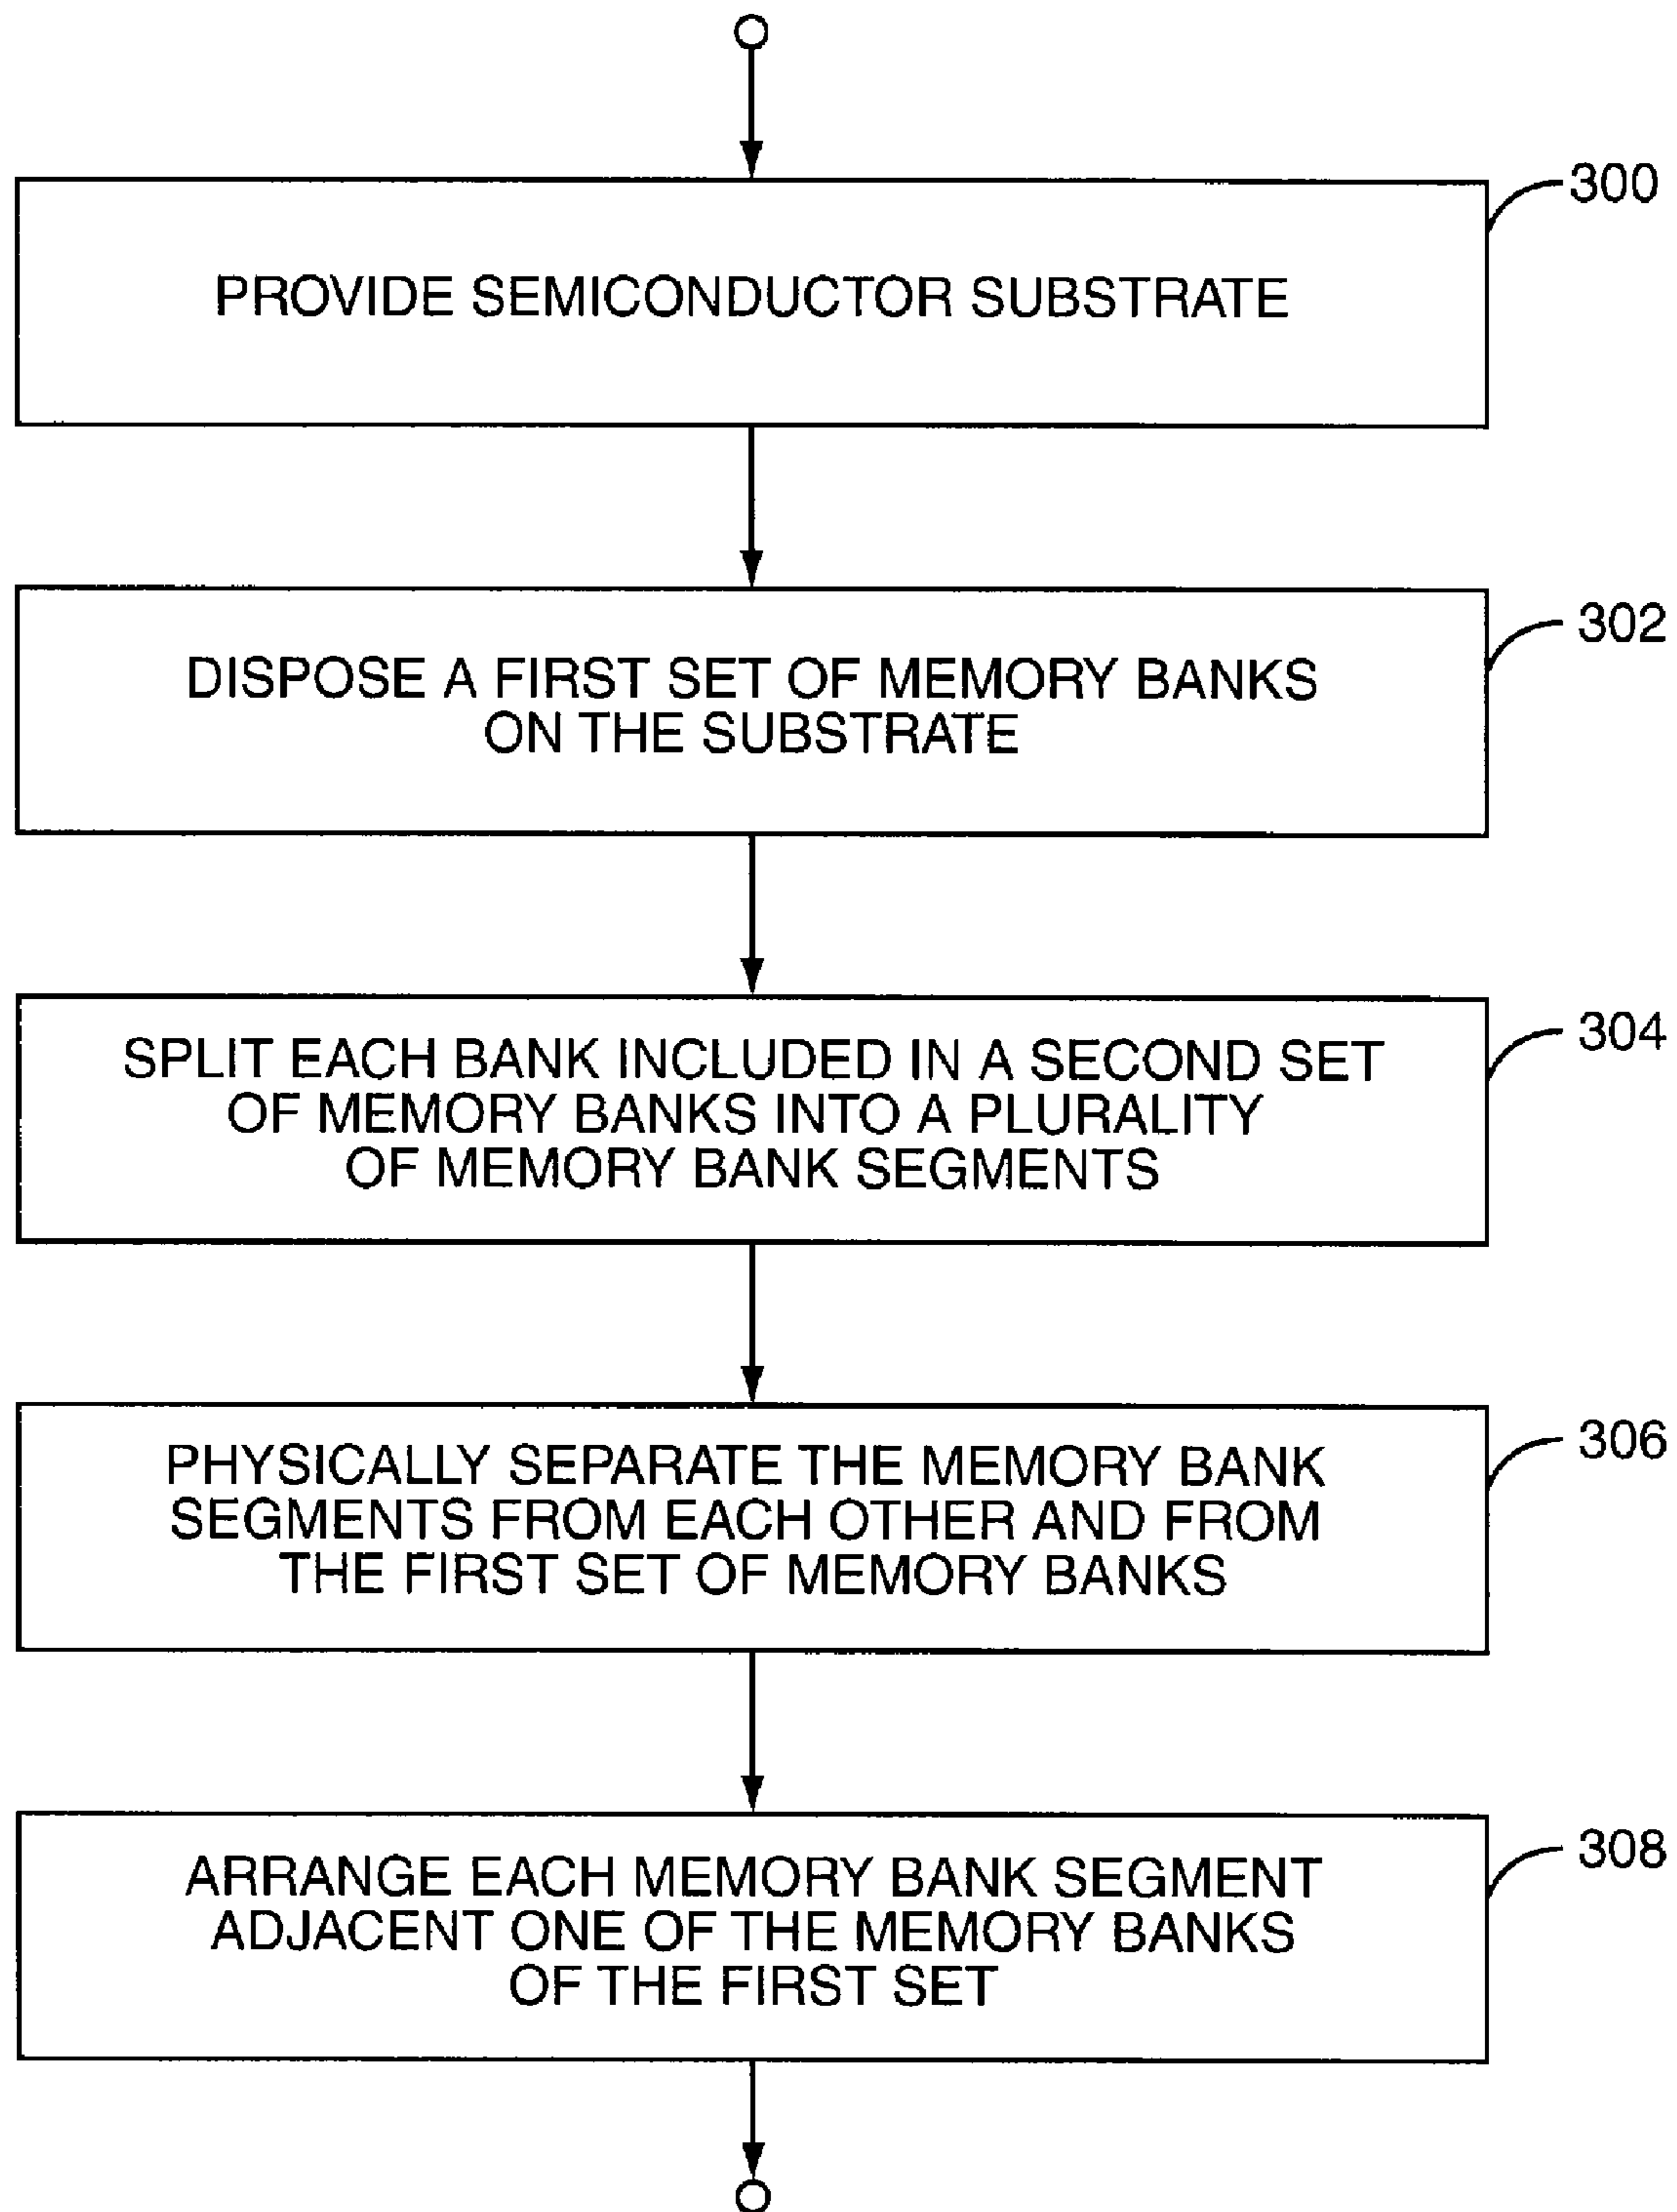 300
PROVIDE SEMICONDUCTOR SUBSTRATE
302
DISPOSE A FIRST SET OF MEMORY BANKS
ON THE SUBSTRATE
304
SPLIT EACH BANK INCLUDED IN A SECOND SET
OF MEMORY BANKS INTO A PLURALITY
OF MEMORY BANK SEGMENTS
306
PHYSICALLY SEPARATE THE MEMORY BANK
SEGMENTS FROM EACH OTHER AND FROM
THE FIRST SET OF MEMORY BANKS
308
ARRANGE EACH MEMORY BANK SEGMENT
ADJACENT ONE OF THE MEMORY BANKS
OF THE FIRST SET